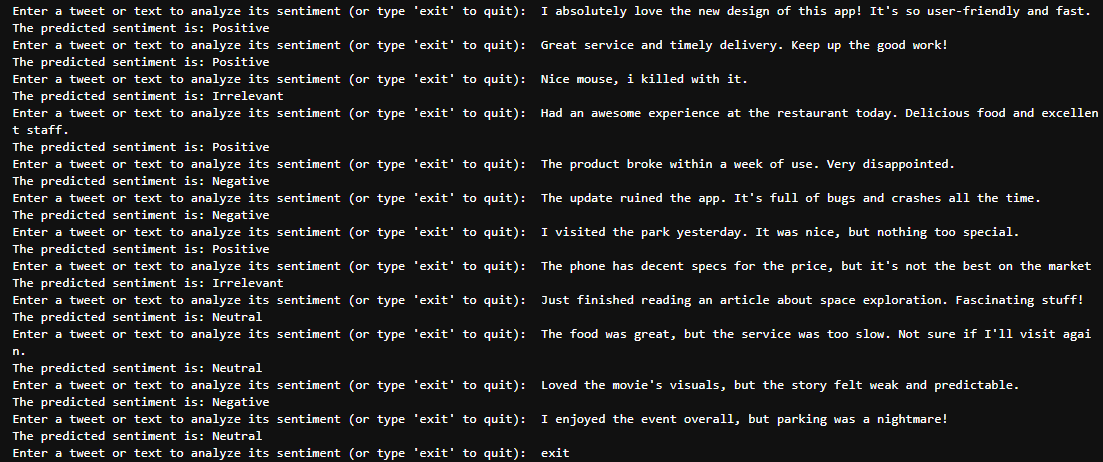 Enter a tweet or text to analyze its sentiment (or type 'exit' to quit):  I absolutely love the new design of this app! It's so user-friendly and fast.
The predicted sentiment is: Positive
Enter a tweet or text to analyze its sentiment (or type 'exit' to quit):  Great service and timely delivery. Keep up the good work!
The predicted sentiment is: Positive
Enter a tweet or text to analyze its sentiment (or type 'exit' to quit):  Nice mouse, i killed with it.
The predicted sentiment is: Irrelevant
Enter a tweet or text to analyze its sentiment (or type 'exit' to quit):  Had an awesome experience at the restaurant today. Delicious food and excellen
t staff.
The predicted sentiment is: Positive
Enter a tweet or text to analyze its sentiment (or type 'exit' to quit):  The product broke within a week of use. Very disappointed.
The predicted sentiment is: Negative
Enter a tweet or text to analyze its sentiment (or type 'exit' to quit):  The update ruined the app. It's full of bugs and crashes all the time.
The predicted sentiment is: Negative
Enter a tweet or text to analyze its sentiment (or type 'exit' to quit):  I visited the park yesterday. It was nice, but nothing too special.
The predicted sentiment is: Positive
Enter a tweet or text to analyze its sentiment (or type 'exit' to quit):  The phone has decent specs for the price, but it's not the best on the market
The predicted sentiment is: Irrelevant
Enter a tweet or text to analyze its sentiment (or type 'exit' to quit):  Just finished reading an article about space exploration. Fascinating stuff!
The predicted sentiment is: Neutral
Enter a tweet or text to analyze its sentiment (or type 'exit' to quit):  The food was great, but the service was too slow. Not sure if I'll visit agai
n.
The predicted sentiment is: Neutral
Enter a tweet or text to analyze its sentiment (or type 'exit' to quit):  Loved the movie's visuals, but the story felt weak and predictable.
The predicted sentiment is: Negative
Enter a tweet or text to analyze its sentiment (or type 'exit' to quit):  I enjoyed the event overall, but parking was a nightmare!
The predicted sentiment is: Neutral
Enter a tweet or text to analyze its sentiment (or type 'exit' to quit):  exit